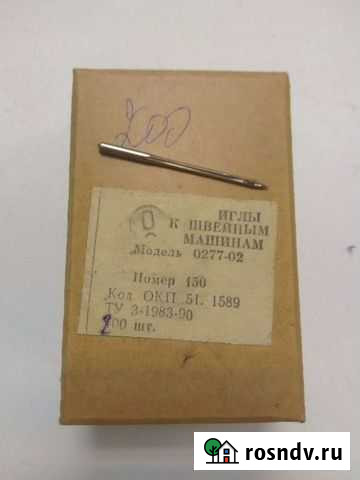 200
ИГЛЫ
К ШВЕЙНЫМ
МАШИНАМ
Модель 0277-02
Номер 150
Код ОКП 51. 1589
ТУ 3-1983-90
200 шт.
rosndv.ru